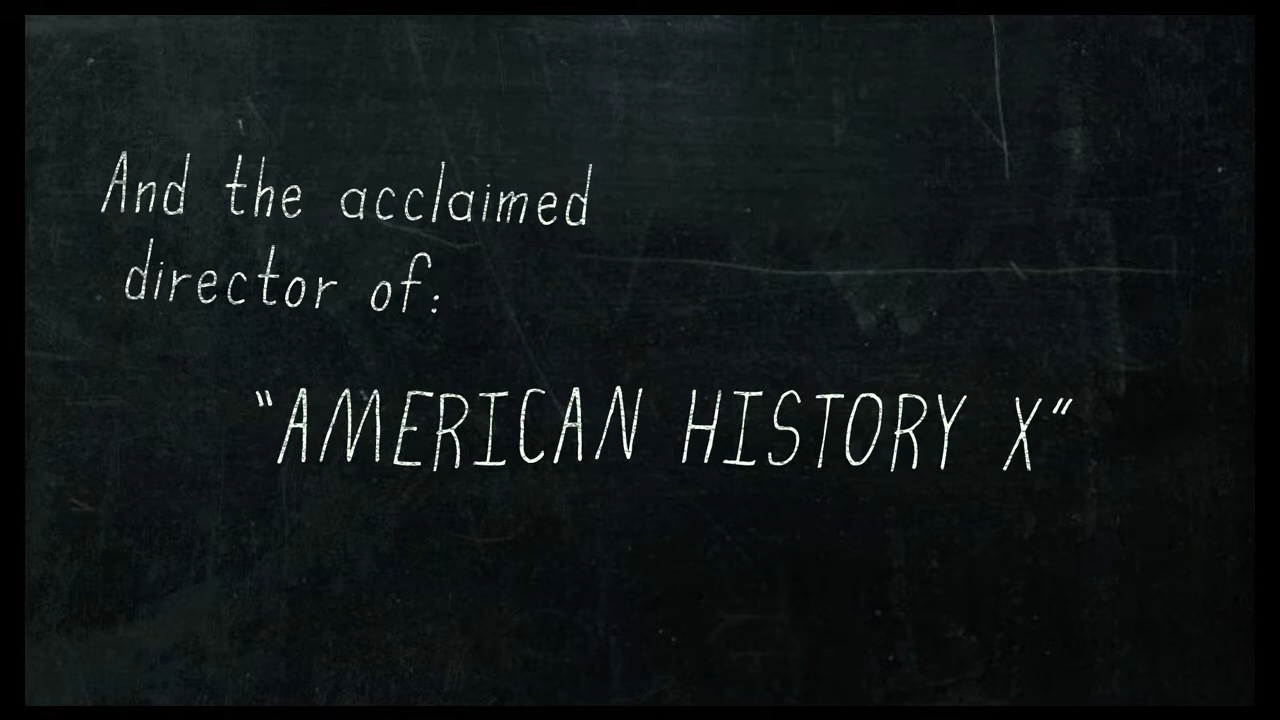 And the acclaimed
director of:
"AMERICAN HISTORY X"